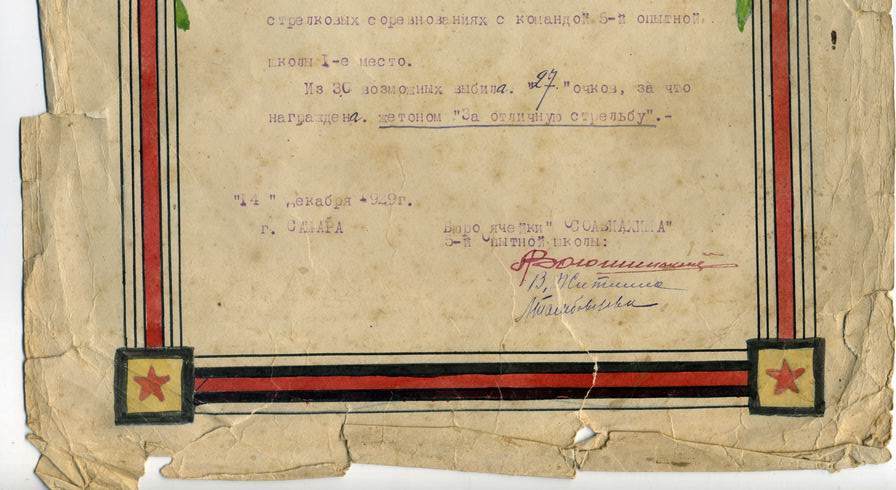 стрелковых соревнованиях с командой 5-й опытной
школы I-е место.
Из 30 возможных выбила. "27." очков, за что
награждена. жетоном "За отличную стрельбу".-
"14" декабря 1929г.
г. САМАРА
Бюро ячейки "ОСОАВИАХИМА"
5-й опытной школы: